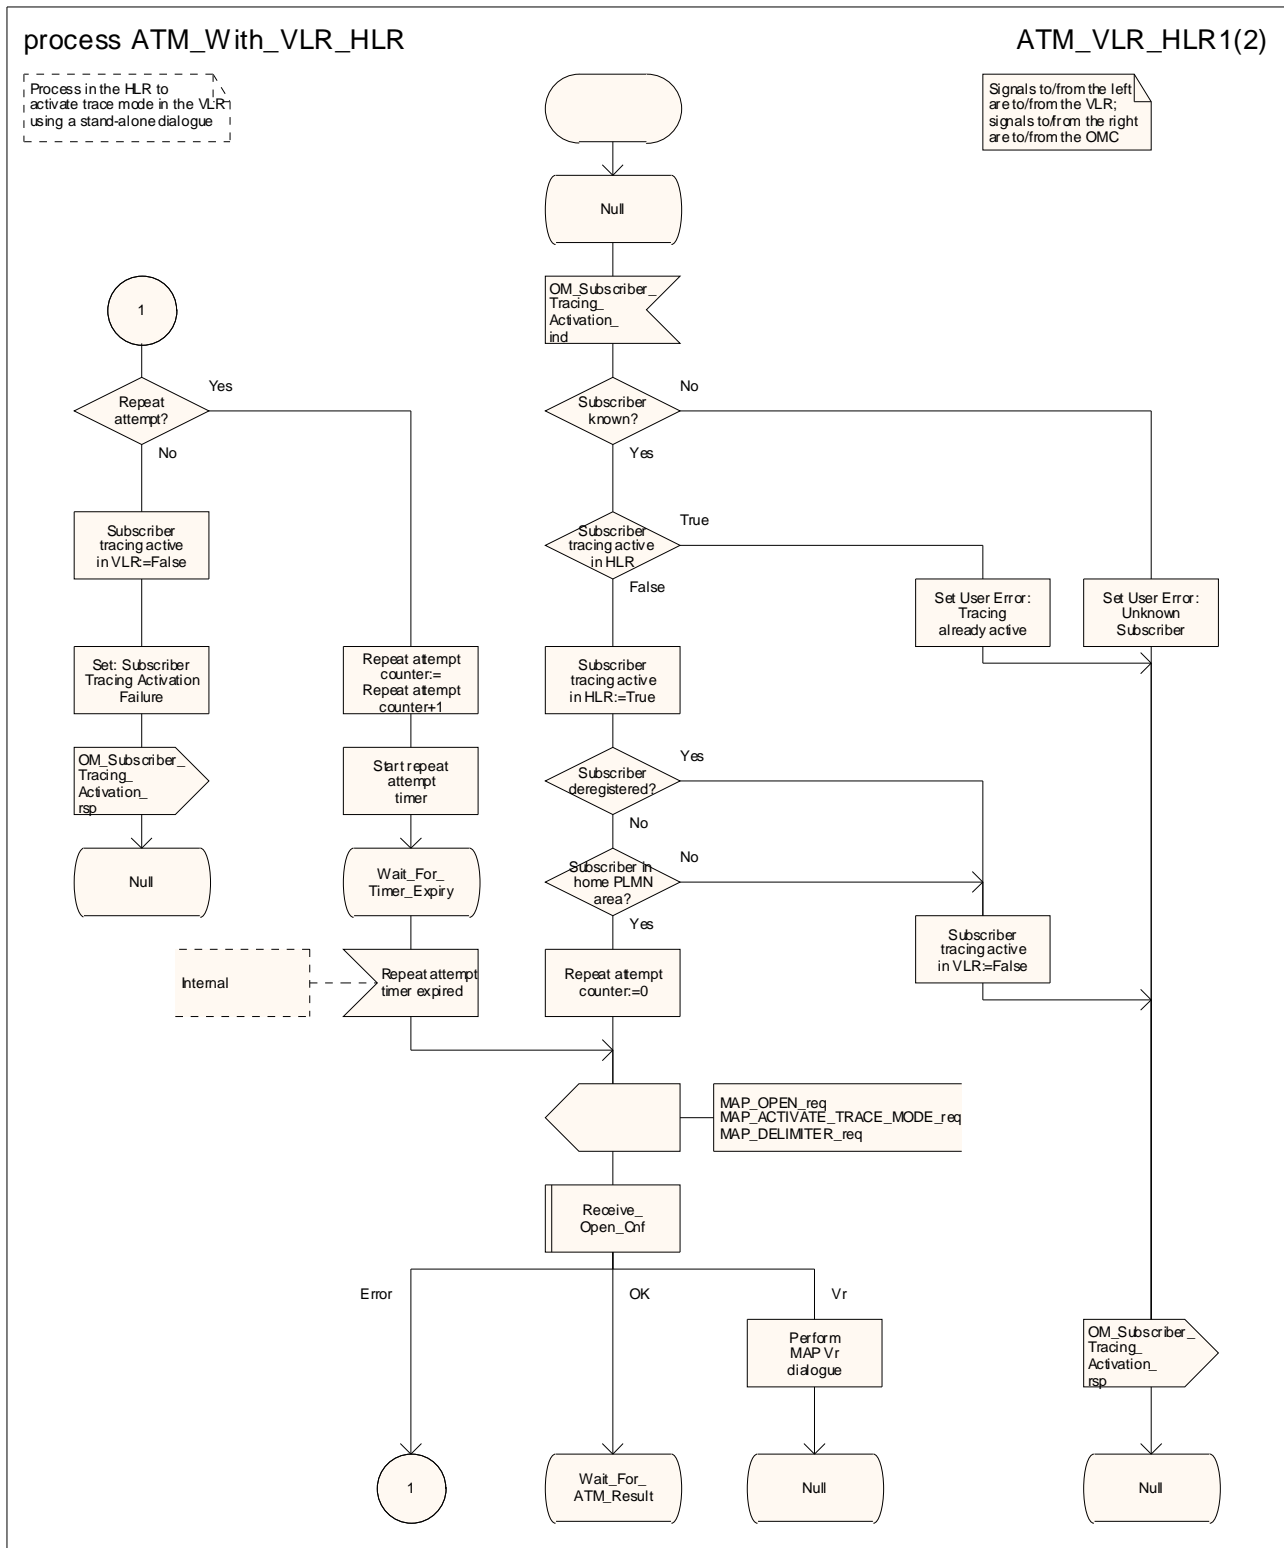 process ATM_With_VLR_HLR
ATM_VLR_HLR1(2)
Process in the HLR to
activate trace mode in the VLR
using a stand-alone dialogue
Signals to/from the left
are to/from the VLR;
signals to/from the right
are to/from the OMC
Null
OM_Subscriber_
Tracing_
Activation_
ind
1
Repeat
attempt?
Yes
No
Subscriber
known?
No
Yes
Subscriber
tracing active
in VLR:=False
Subscriber
tracing active
in HLR
True
False
Set User Error:
Tracing
already active
Set User Error:
Unknown
Subscriber
Set: Subscriber
Tracing Activation
Failure
Repeat attempt
counter:=
Repeat attempt
counter+1
Subscriber
tracing active
in HLR:=True
OM_Subscriber_
Tracing_
Activation_
rsp
Start repeat
attempt
timer
Subscriber
deregistered?
Yes
No
Null
Wait_For_
Timer_Expiry
Subscriber in
home PLMN
area?
No
Yes
Subscriber
tracing active
in VLR:=False
Internal
Repeat attempt
timer expired
Repeat attempt
counter:=0
MAP_OPEN_req
MAP_ACTIVATE_TRACE_MODE_req
MAP_DELIMITER_req
Receive_
Open_Cnf
Error
OK
Vr
Perform
MAP Vr
dialogue
OM_Subscriber_
Tracing_
Activation_
rsp
1
Wait_For_
ATM_Result
Null
Null